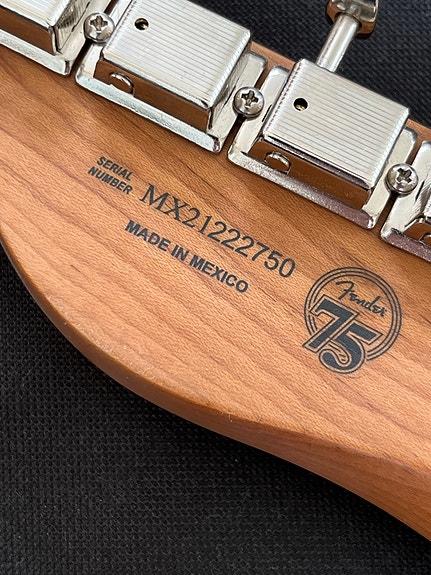 SERIAL
NUMBER MX21222750
MADE IN MEXICO
Fender
75